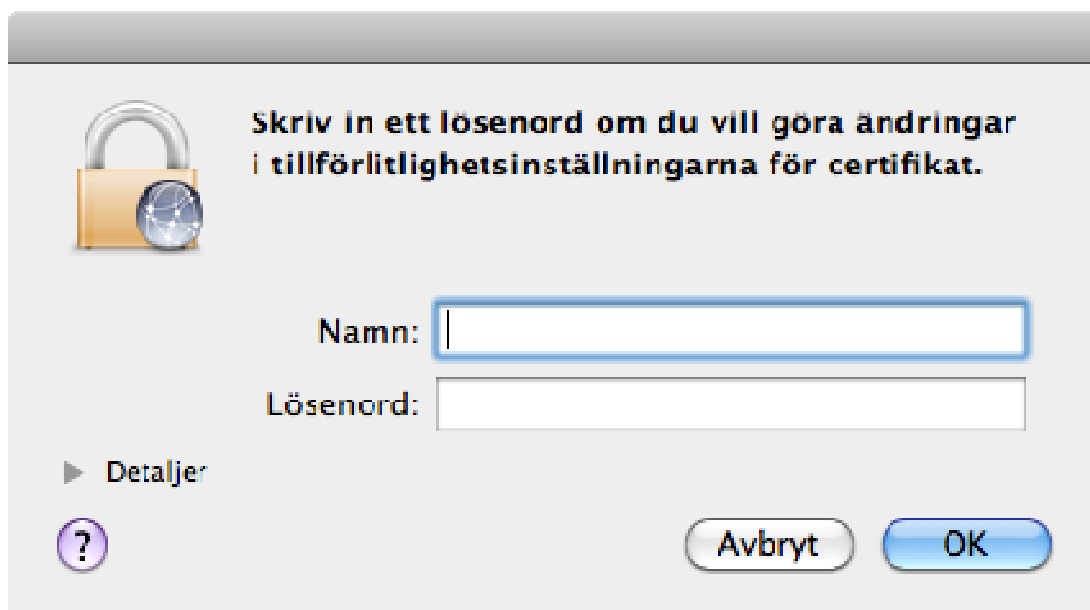 Skriv in ett lösenord om du vill göra ändringar
i tillförlitlighetsinställningarna för certifikat.
Namn:
Lösenord:
Detaljer
?
Avbryt
OK